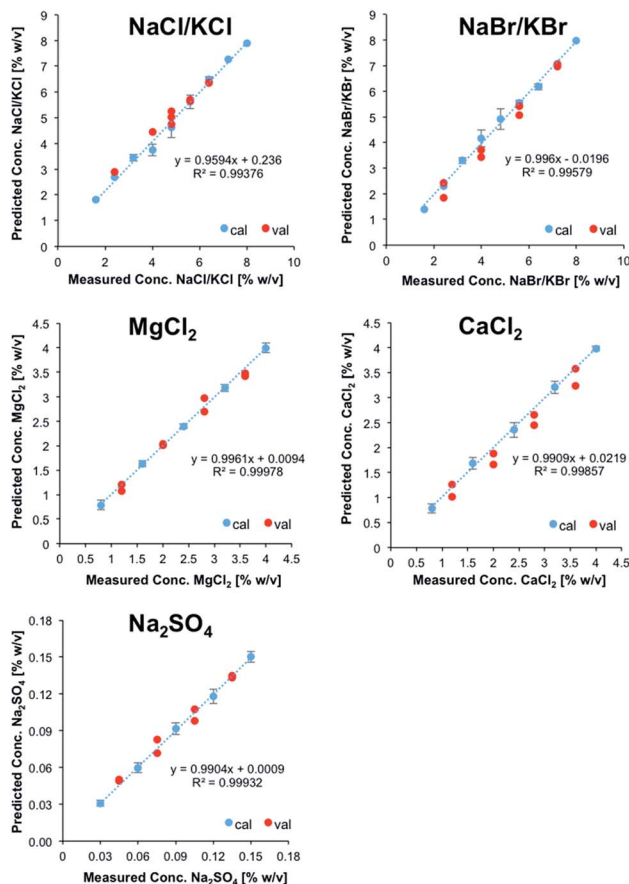 NaCl/KCl
Predicted Conc. NaCl/KCl [% w/v]
9
8
7
6
5
4
3
2
1
0
y = 0.9594x + 0.236
R² = 0.99376
cal val
0 2 4 6 8 10
Measured Conc. NaCl/KCl [% w/v]
NaBr/KBr
Predicted Conc. NaBr/KBr [% w/v]
9
8
7
6
5
4
3
2
1
0
y = 0.996x - 0.0196
R² = 0.99579
cal val
0 2 4 6 8 10
Measured Conc. NaBr/KBr [% w/v]
MgCl₂
Predicted Conc. MgCl₂ [% w/v]
4.5
4
3.5
3
2.5
2
1.5
1
0.5
0
y = 0.9961x + 0.0094
R² = 0.99978
cal val
0 0.5 1 1.5 2 2.5 3 3.5 4 4.5
Measured Conc. MgCl₂ [% w/v]
CaCl₂
Predicted Conc. CaCl₂ [% w/v]
4.5
4
3.5
3
2.5
2
1.5
1
0.5
0
y = 0.9909x + 0.0219
R² = 0.99857
cal val
0 0.5 1 1.5 2 2.5 3 3.5 4 4.5
Measured Conc. CaCl₂ [% w/v]
Na₂SO₄
Predicted Conc. Na₂SO₄ [% w/v]
0.18
0.15
0.12
0.09
0.06
0.03
0.00
y = 0.9904x + 0.0009
R² = 0.99932
cal val
0 0.03 0.06 0.09 0.12 0.15 0.18
Measured Conc. Na₂SO₄ [% w/v]